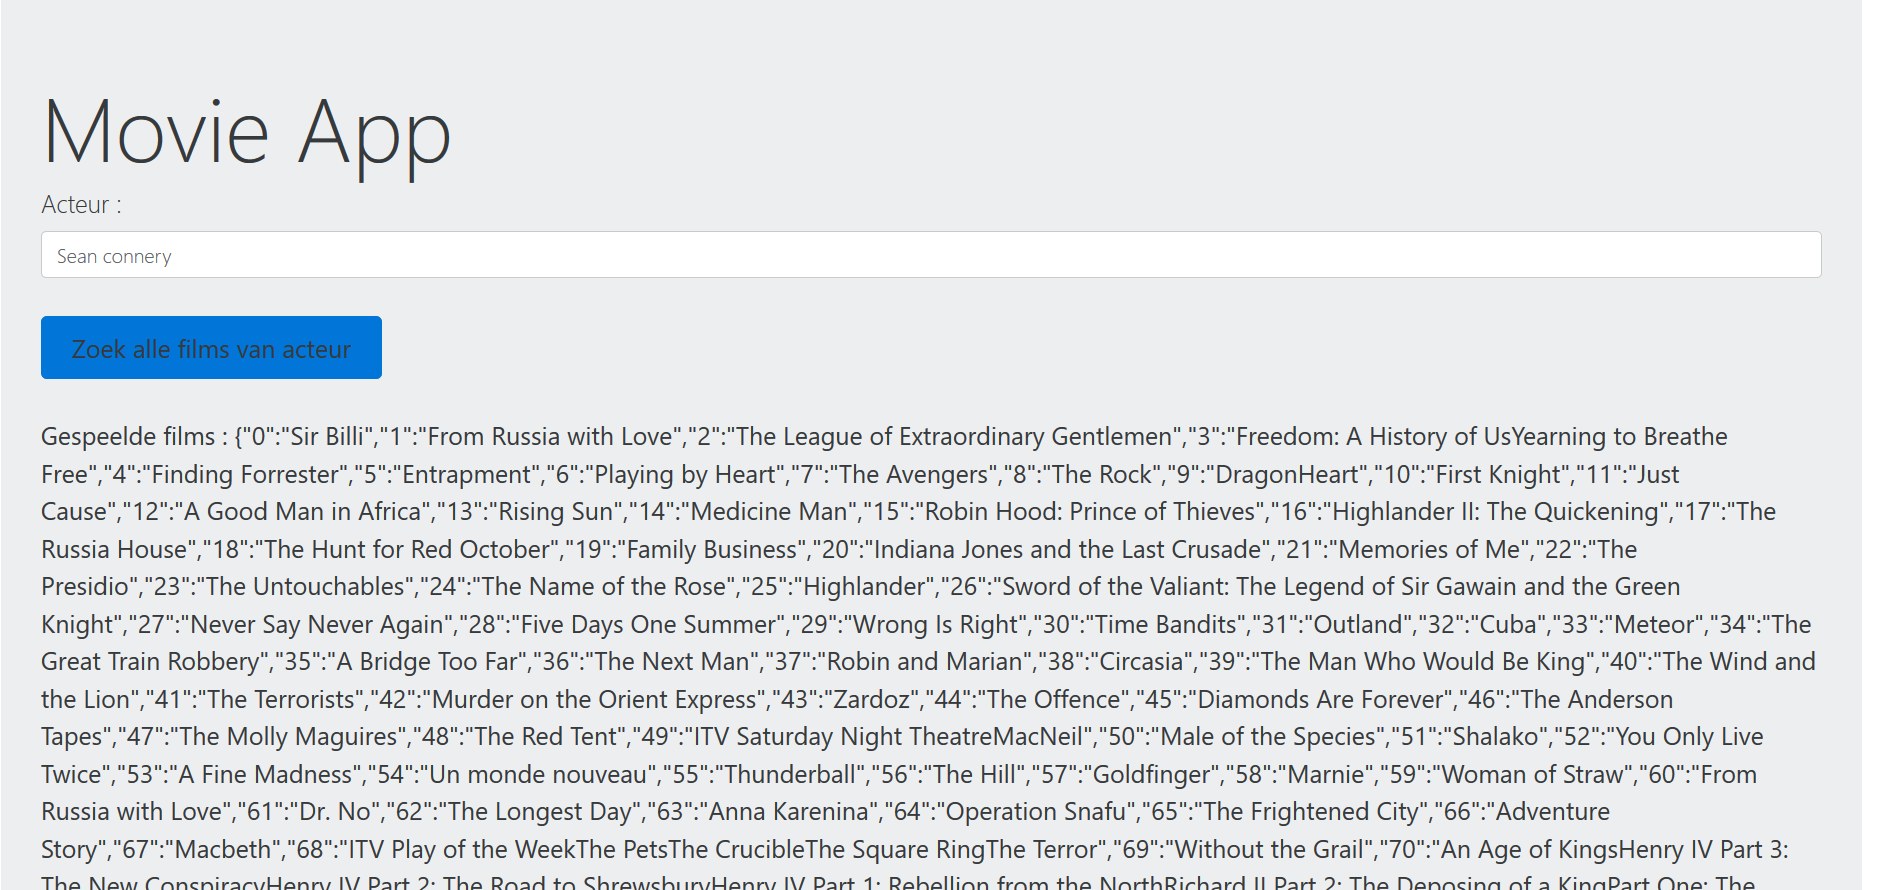 Movie App
Acteur :
Sean connery
Zoek alle films van acteur
Gespeelde films : {"0":"Sir Billi","1":"From Russia with Love","2":"The League of Extraordinary Gentlemen","3":"Freedom: A History of UsYearning to Breathe
Free","4":"Finding Forrester","5":"Entrapment","6":"Playing by Heart","7":"The Avengers","8":"The Rock","9":"DragonHeart","10":"First Knight","11":"Just
Cause","12":"A Good Man in Africa","13":"Rising Sun","14":"Medicine Man","15":"Robin Hood: Prince of Thieves","16":"Highlander II: The Quickening","17":"The
Russia House","18":"The Hunt for Red October","19":"Family Business","20":"Indiana Jones and the Last Crusade","21":"Memories of Me","22":"The
Presidio","23":"The Untouchables","24":"The Name of the Rose","25":"Highlander","26":"Sword of the Valiant: The Legend of Sir Gawain and the Green
Knight","27":"Never Say Never Again","28":"Five Days One Summer","29":"Wrong Is Right","30":"Time Bandits","31":"Outland","32":"Cuba","33":"Meteor","34":"The
Great Train Robbery","35":"A Bridge Too Far","36":"The Next Man","37":"Robin and Marian","38":"Circasia","39":"The Man Who Would Be King","40":"The Wind and
the Lion","41":"The Terrorists","42":"Murder on the Orient Express","43":"Zardoz","44":"The Offence","45":"Diamonds Are Forever","46":"The Anderson
Tapes","47":"The Molly Maguires","48":"The Red Tent","49":"ITV Saturday Night TheatreMacNeil","50":"Male of the Species","51":"Shalako","52":"You Only Live
Twice","53":"A Fine Madness","54":"Un monde nouveau","55":"Thunderball","56":"The Hill","57":"Goldfinger","58":"Marnie","59":"Woman of Straw","60":"From
Russia with Love","61":"Dr. No","62":"The Longest Day","63":"Anna Karenina","64":"Operation Snafu","65":"The Frightened City","66":"Adventure
Story","67":"Macbeth","68":"ITV Play of the WeekThe PetsThe CrucibleThe Square RingThe Terror","69":"Without the Grail","70":"An Age of KingsHenry IV Part 3:
The New ConspiracyHenry IV Part 2: The Road to ShrewsburyHenry IV Part 1: Rebellion from the NorthRichard II Part 2: The Deposing of a KingPart One: The